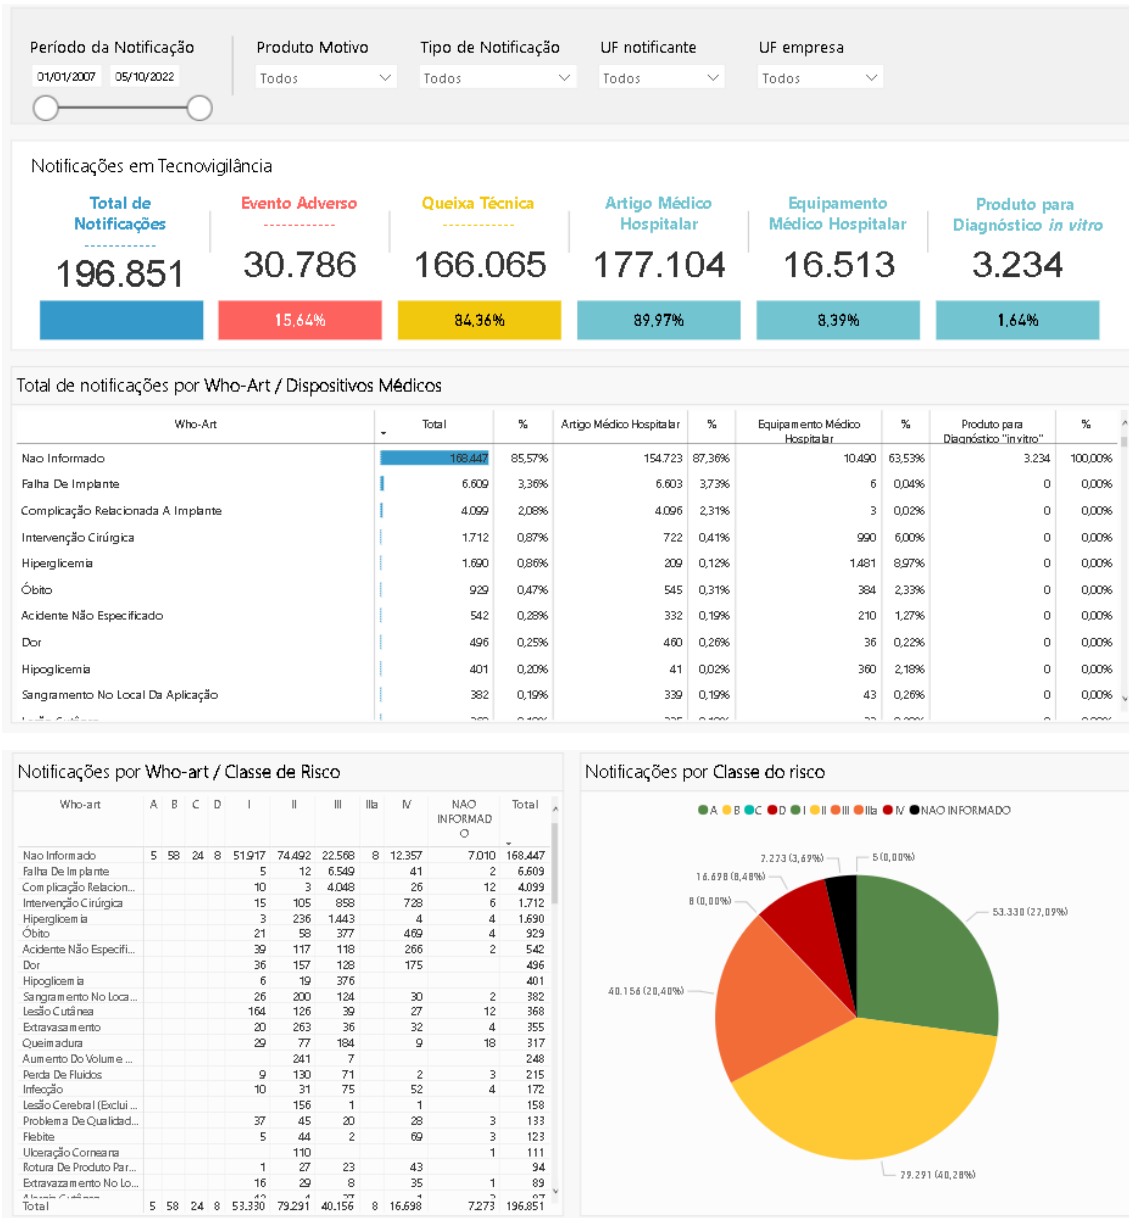 Período da Notificação Produto Motivo Tipo de Notificação UF notificante UF empresa
01/01/2007 05/10/2022 Todos Todos Todos Todos
Notificações em Tecnovigilância
Total de Notificações Evento Adverso Queixa Técnica Artigo Médico Hospitalar Equipamento Médico Hospitalar Produto para Diagnóstico in vitro
196.851 30.786 166.065 177.104 16.513 3.234
15,64% 84,36% 89,97% 8,39% 1,64%
Total de notificações por Who-Art / Dispositivos Médicos
Who-Art Total % Artigo Médico Hospitalar % Equipamento Médico Hospitalar % Produto para Diagnóstico "in vitro" %
Nao Informado 168.447 85,57% 154.723 87,36% 10.490 63,53% 3.234 100,00%
Falha De Implante 6.609 3,36% 6.603 3,73% 6 0,04% 0 0,00%
Complicação Relacionada A Implante 4.099 2,08% 4.096 2,31% 3 0,02% 0 0,00%
Intervenção Cirúrgica 1.712 0,87% 722 0,41% 990 6,00% 0 0,00%
Hiperglicemia 1.690 0,86% 209 0,12% 1.481 8,97% 0 0,00%
Óbito 929 0,47% 545 0,31% 384 2,33% 0 0,00%
Acidente Não Especificado 542 0,28% 332 0,19% 210 1,27% 0 0,00%
Dor 496 0,25% 460 0,26% 36 0,22% 0 0,00%
Hipoglicemia 401 0,20% 41 0,02% 360 2,18% 0 0,00%
Sangramento No Local Da Aplicação 382 0,19% 339 0,19% 43 0,26% 0 0,00%
Notificações por Who-art / Classe de Risco
Who-art A B C D I II III IIIa IV NAO INFORMADO Total
Nao Informado 5 58 24 8 51.917 74.492 22.568 8 12.357 7.010 168.447
Falha De Implante 5 12 6.549 41 2 6.609
Complicação Relacion... 10 3 4.048 26 12 4.099
Intervenção Cirúrgica 15 105 858 728 6 1.712
Hiperglicemia 3 236 1.443 4 4 1.690
Óbito 21 58 377 469 4 929
Acidente Não Especifi... 39 117 118 266 2 542
Dor 36 157 128 175 496
Hipoglicemia 6 19 376 401
Sangramento No Loca... 26 200 124 30 2 382
Lesão Cutânea 164 126 39 27 12 368
Extravasamento 20 263 36 32 4 355
Queimadura 29 77 184 9 18 317
Aumento Do Volume ... 241 7 248
Perda De Fluidos 9 130 71 2 3 215
Infecção 10 31 75 52 4 172
Lesão Cerebral (Exclui ... 156 1 1 158
Problema De Qualidad... 37 45 20 28 3 133
Flebite 5 44 2 69 3 123
Ulceração Corneana 110 1 111
Rotura De Produto Par... 1 27 23 43 94
Extravazamento No Lo... 16 29 8 35 1 89
Total 5 58 24 8 53.330 79.291 40.156 8 16.698 7.273 196.851
Notificações por Classe do risco
A B C D I II III IIIa IV NAO INFORMADO
7.273 (3,69%) 5 (0,00%)
16.698 (8,48%)
8 (0,00%)
53.330 (27,09%)
40.156 (20,40%)
79.291 (40,28%)